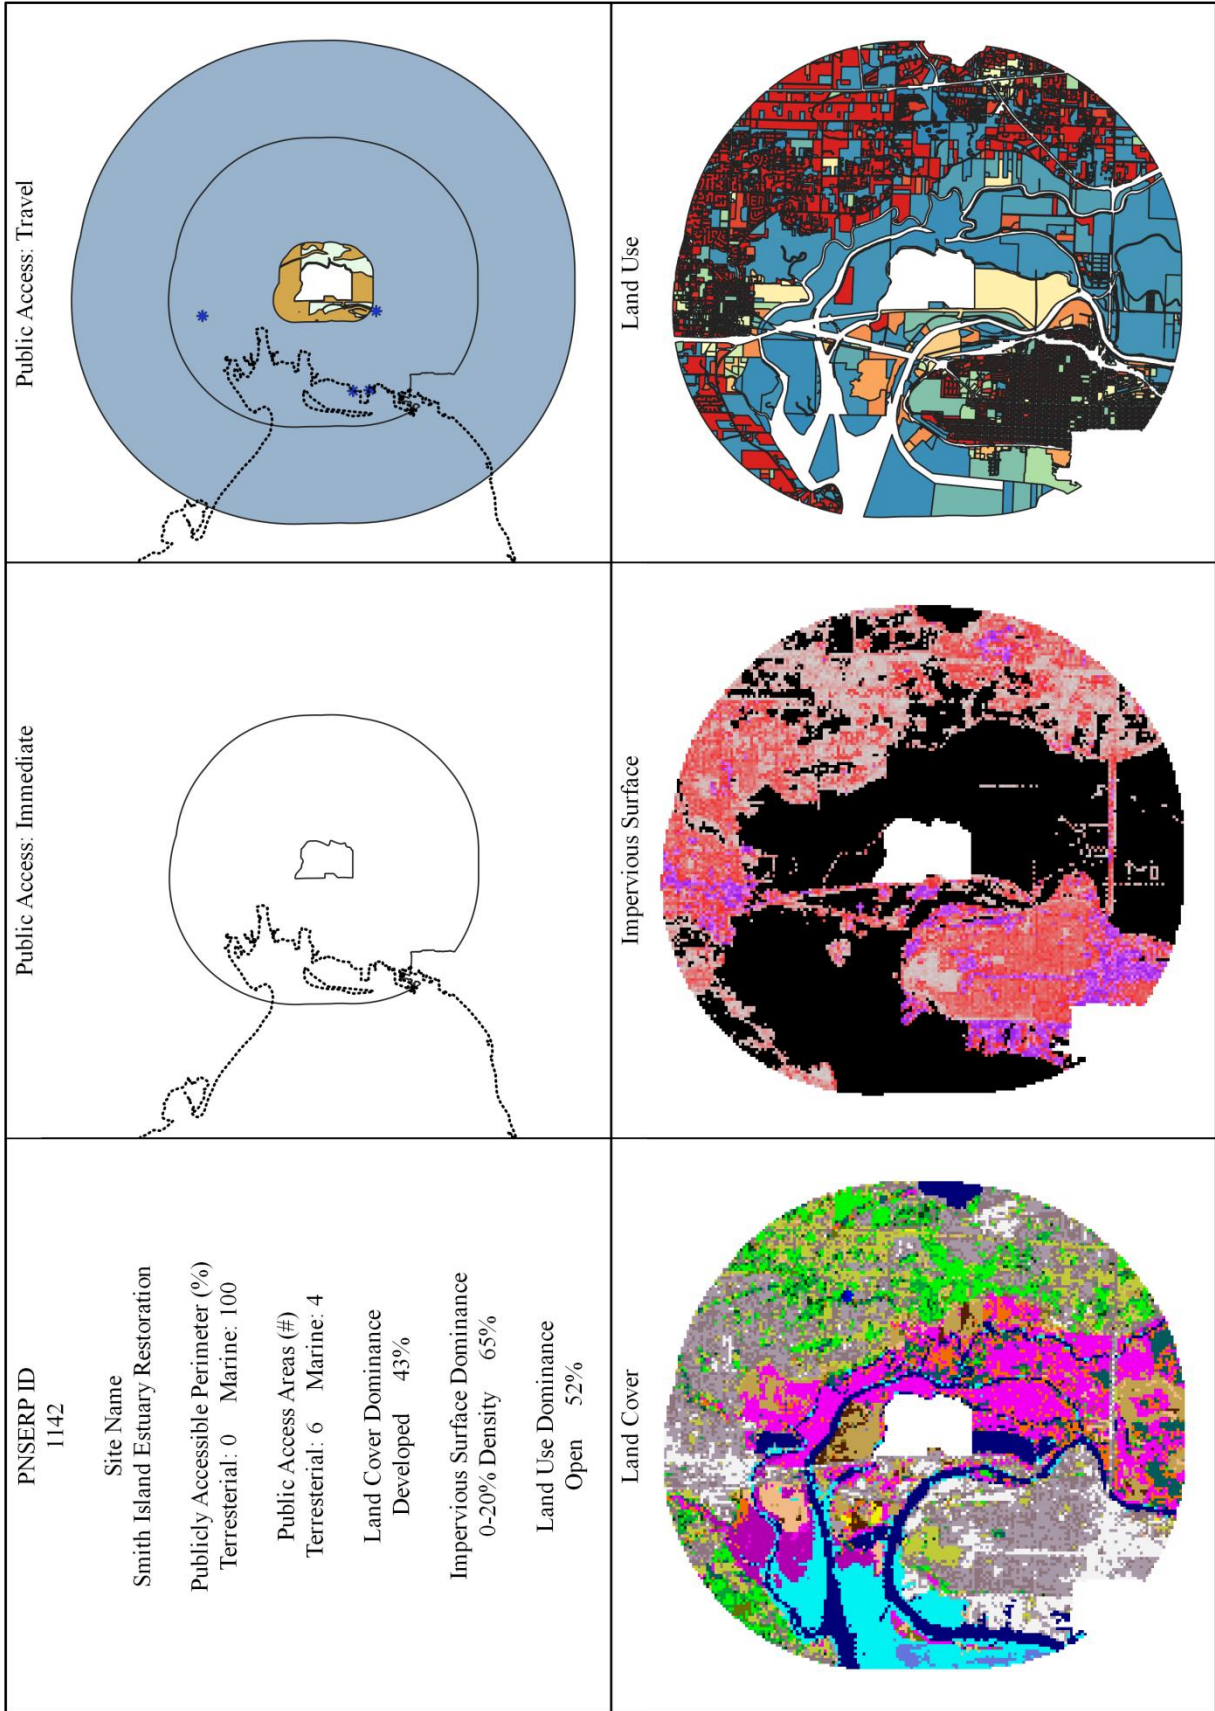 PNSERP ID
1142
Site Name
Smith Island Estuary Restoration
Publicly Accessible Perimeter (%)
Terresterial: 0 Marine: 100
Public Access Areas (#)
Terresterial: 6 Marine: 4
Land Cover Dominance
Developed 43%
Impervious Surface Dominance
0-20% Density 65%
Land Use Dominance
Open 52%
Public Access: Immediate
Public Access: Travel
Land Cover
Impervious Surface
Land Use